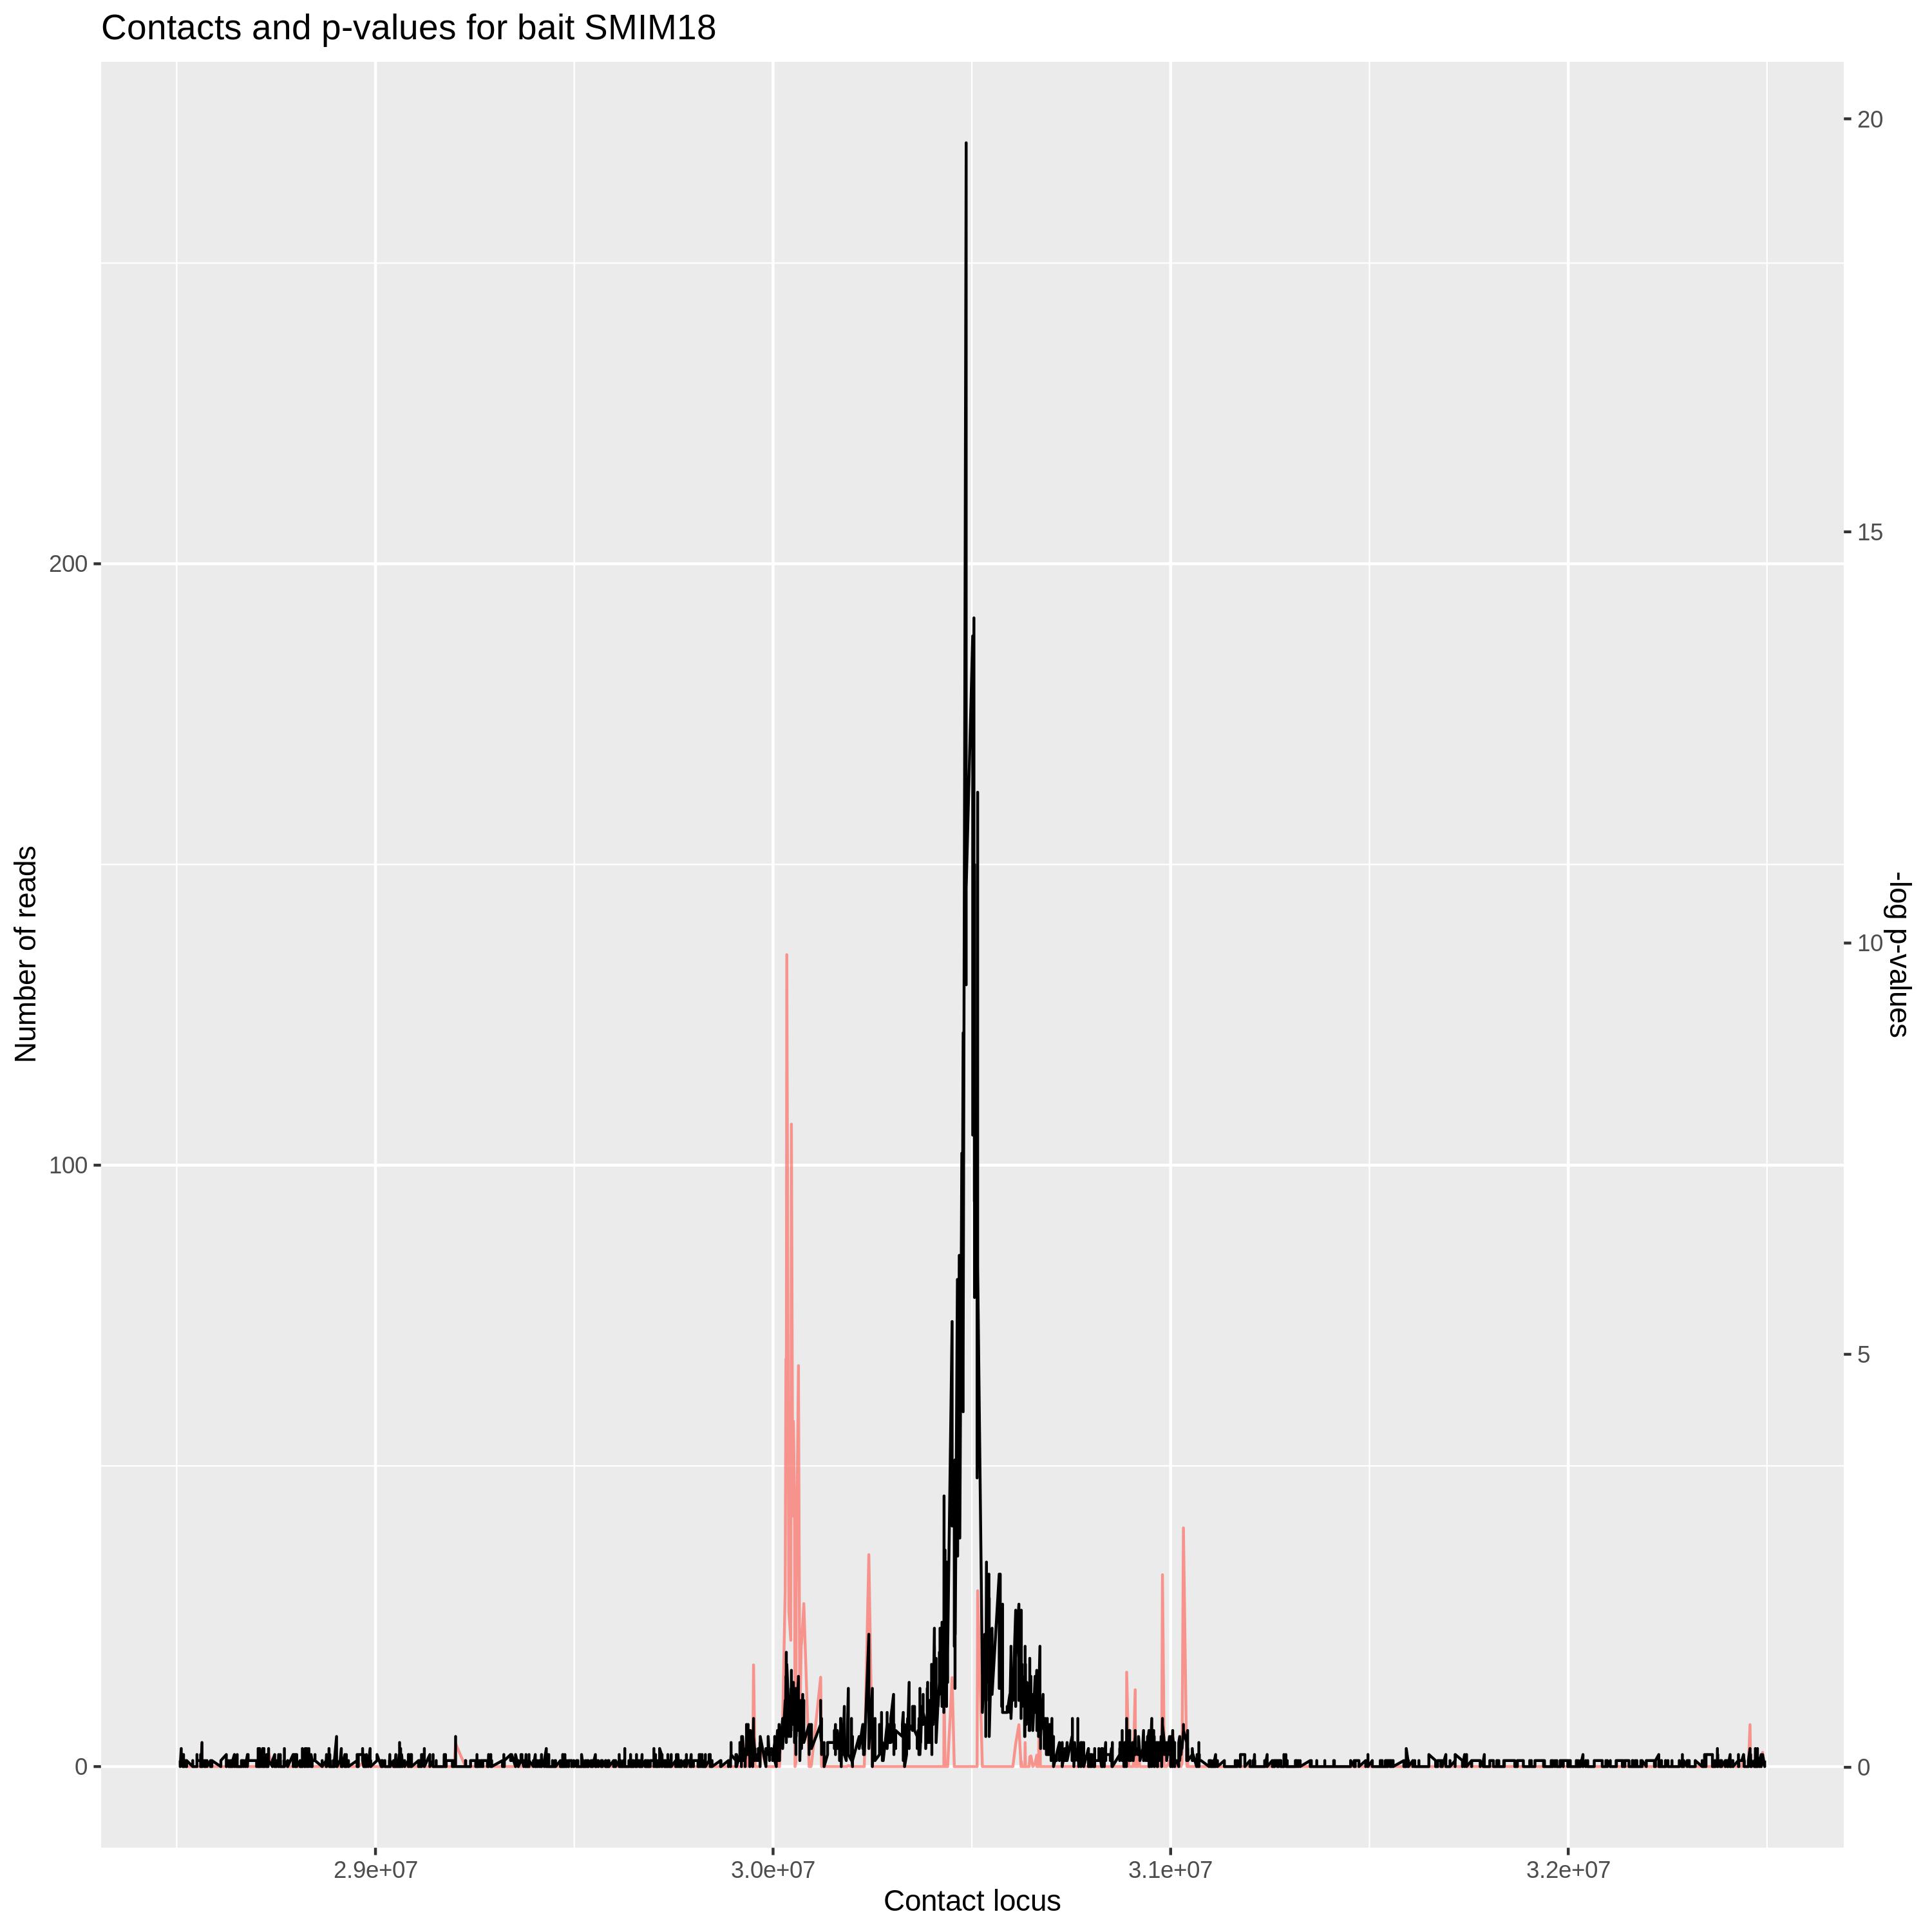 Contacts and p-values for bait SMIM18
20
15
200
Number of reads
-log p-values
10
100
5
0
0
2.9e+07
3.0e+07
3.1e+07
3.2e+07
Contact locus